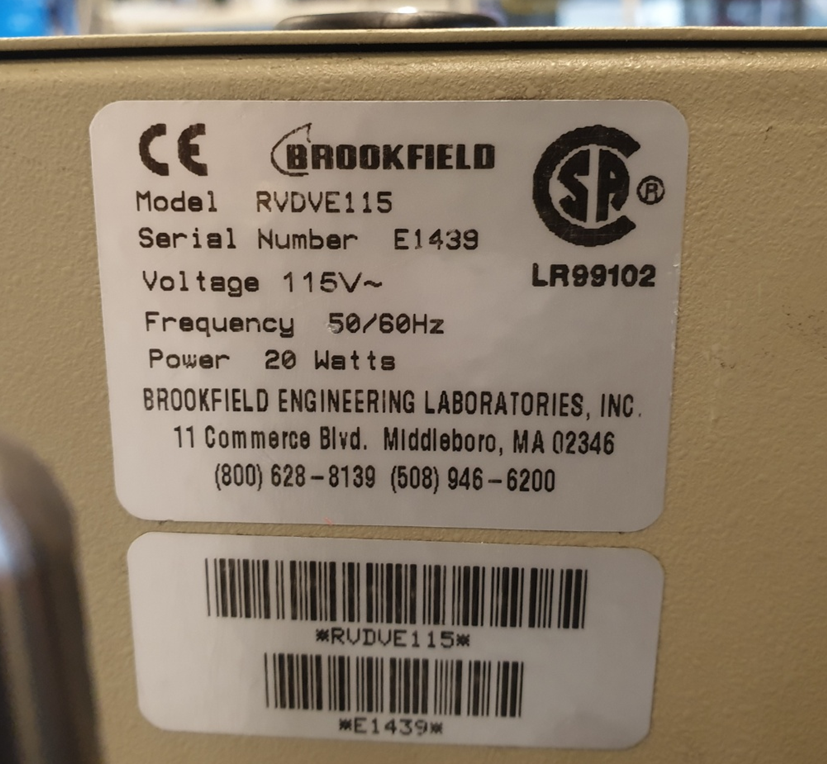 CE BROOKFIELD
Model RVDVE115
Serial Number E1439
SA ®
Voltage 115V~
LR99102
Frequency 50/60Hz
Power 20 Watts
BROOKFIELD ENGINEERING LABORATORIES, INC.
11 Commerce Blvd. Middleboro, MA 02346
(800) 628-8139 (508) 946-6200
*RVDVE115*
*E1439*